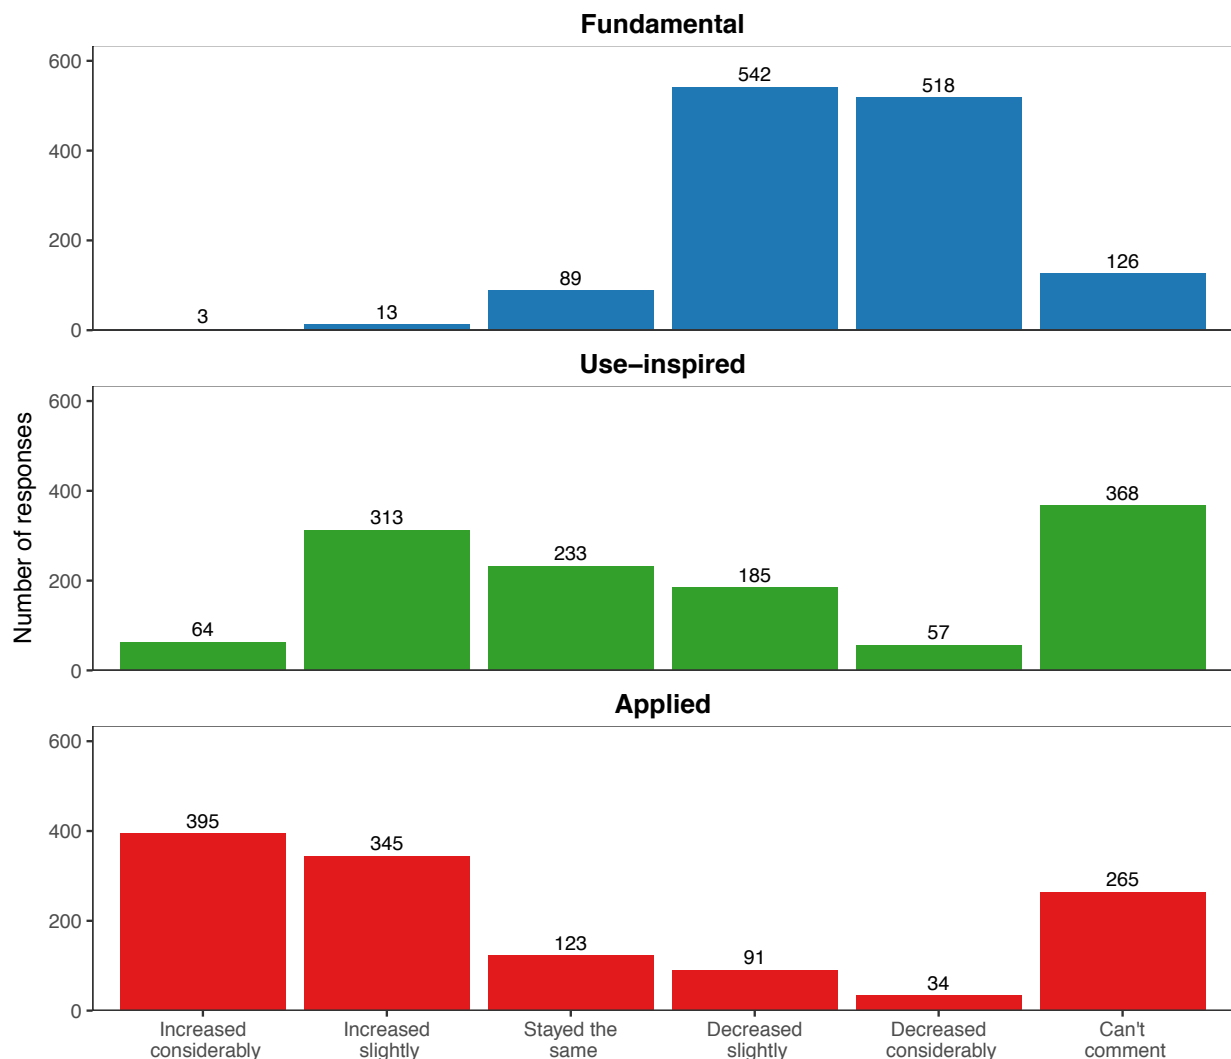 Fundamental
600
400
200
0
3
13
89
542
518
126
Use–inspired
Number of responses
600
400
200
0
64
313
233
185
57
368
Applied
600
400
200
0
395
345
123
91
34
265
Increased
considerably
Increased
slightly
Stayed the
same
Decreased
slightly
Decreased
considerably
Can't
comment